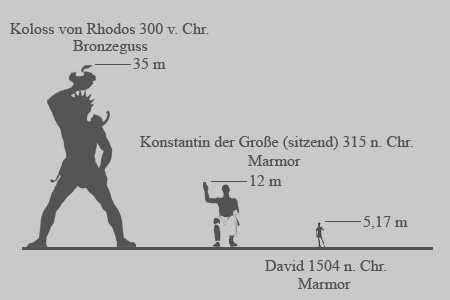 Koloss von Rhodos 300 v. Chr.
Bronzeguss
35 m
Konstantin der Große (sitzend) 315 n. Chr.
Marmor
12 m
5,17 m
David 1504 n. Chr.
Marmor